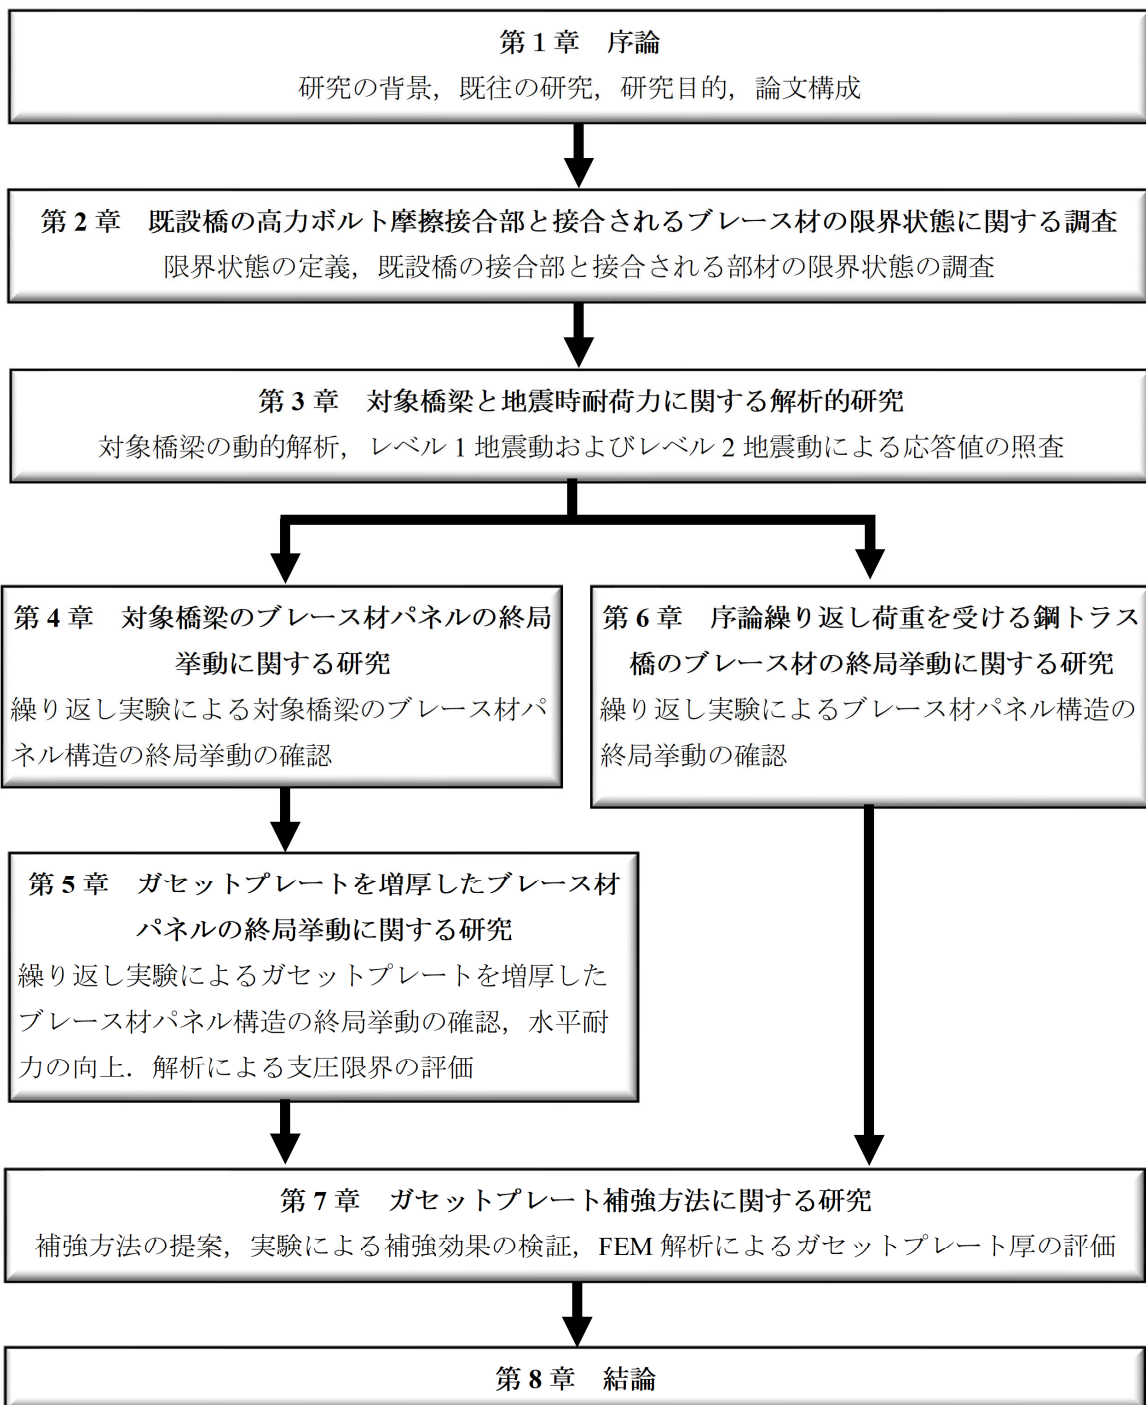 第 1 章　序論
研究の背景，既往の研究，研究目的，論文構成
第 2 章　既設橋の高力ボルト摩擦接合部と接合されるブレース材の限界状態に関する調査
限界状態の定義，既設橋の接合部と接合される部材の限界状態の調査
第 3 章　対象橋梁と地震時耐荷力に関する解析的研究
対象橋梁の動的解析，レベル 1 地震動およびレベル 2 地震動による応答値の照査
第 4 章　対象橋梁のブレース材パネルの終局
挙動に関する研究
繰り返し実験による対象橋梁のブレース材パ
ネル構造の終局挙動の確認
第 5 章　ガセットプレートを増厚したブレース材
パネルの終局挙動に関する研究
繰り返し実験によるガセットプレートを増厚した
ブレース材パネル構造の終局挙動の確認，水平耐
力の向上．解析による支圧限界の評価
第 6 章　序論繰り返し荷重を受ける鋼トラス
橋のブレース材の終局挙動に関する研究
繰り返し実験によるブレース材パネル構造の
終局挙動の確認
第 7 章　ガセットプレート補強方法に関する研究
補強方法の提案，実験による補強効果の検証，FEM 解析によるガセットプレート厚の評価
第 8 章　結論